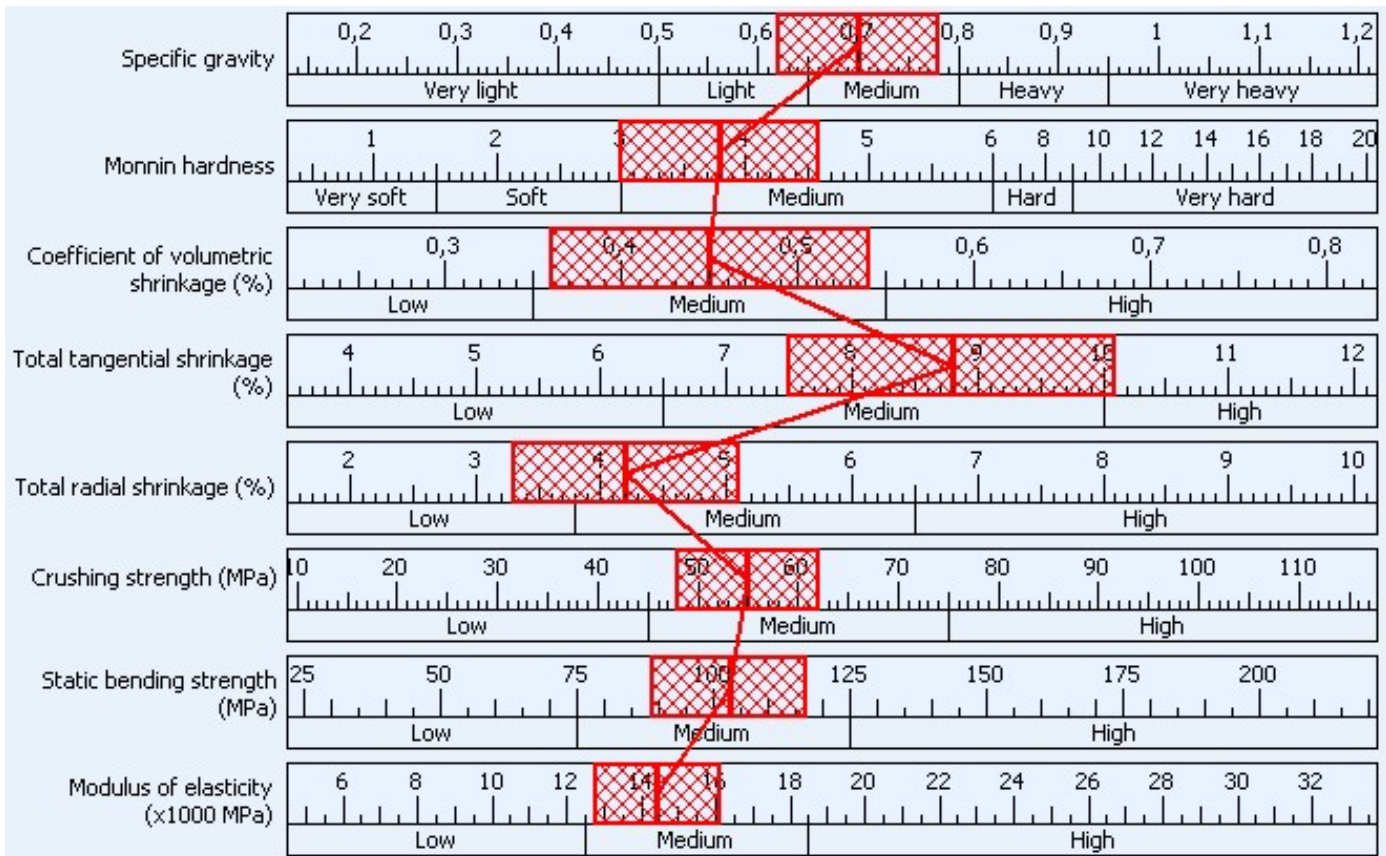 0,2 0,3 0,4 0,5 0,6 0,7 0,8 0,9 1 1,1 1,2
Specific gravity
Very light Light Medium Heavy Very heavy
1 2 3 4 5 6 8 10 12 14 16 18 20
Monnin hardness
Very soft Soft Medium Hard Very hard
0,3 0,4 0,5 0,6 0,7 0,8
Coefficient of volumetric
shrinkage (%)
Low Medium High
4 5 6 7 8 9 10 11 12
Total tangential shrinkage
(%)
Low Medium High
2 3 4 5 6 7 8 9 10
Total radial shrinkage (%)
Low Medium High
10 20 30 40 50 60 70 80 90 100 110
Crushing strength (MPa)
Low Medium High
25 50 75 100 125 150 175 200
Static bending strength
(MPa)
Low Medium High
6 8 10 12 14 16 18 20 22 24 26 28 30 32
Modulus of elasticity
(x1000 MPa)
Low Medium High